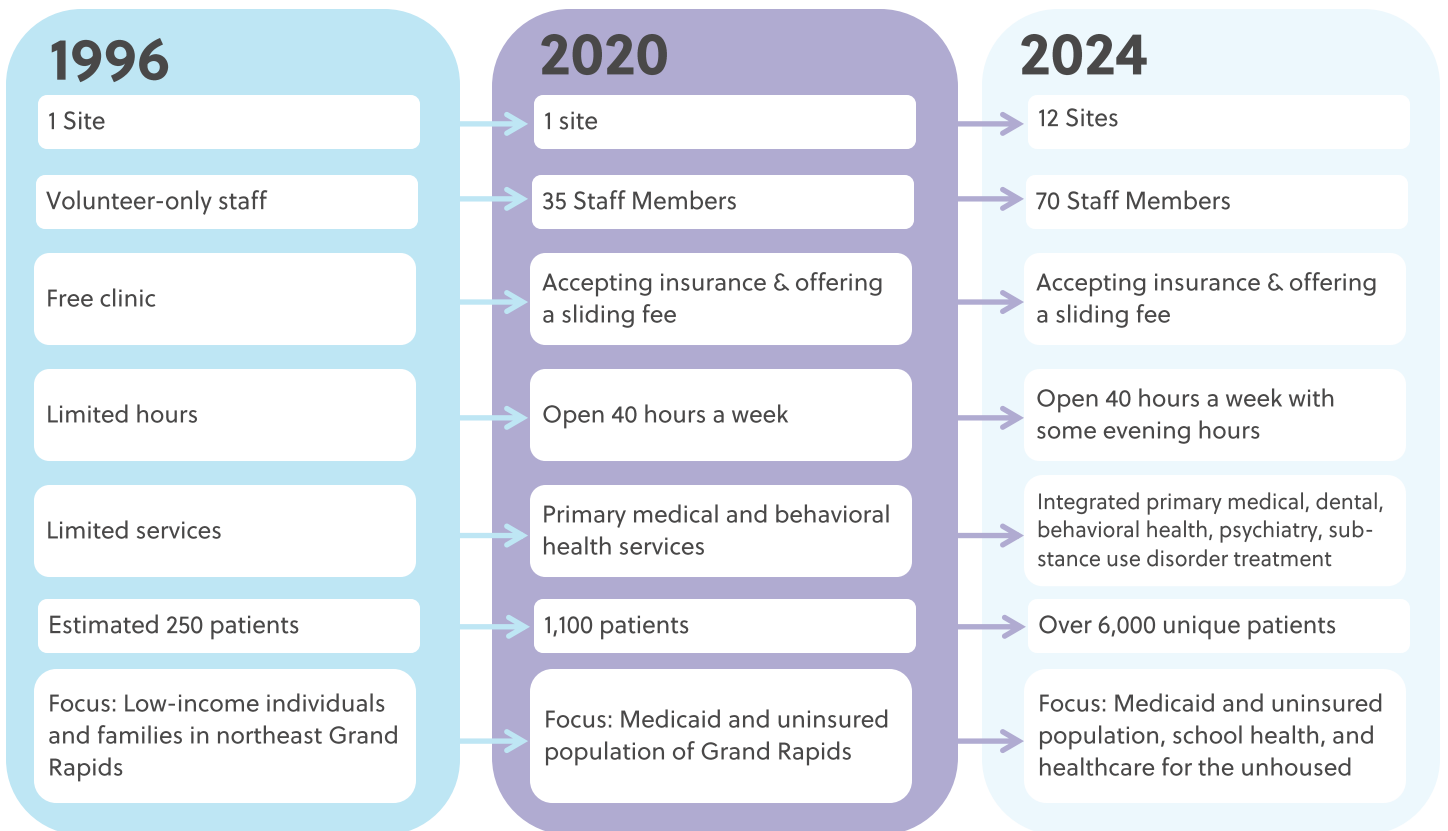 1996
1 Site
Volunteer-only staff
Free clinic
Limited hours
Limited services
Estimated 250 patients
Focus: Low-income individuals
and families in northeast Grand
Rapids
2020
1 site
35 Staff Members
Accepting insurance & offering
a sliding fee
Open 40 hours a week
Primary medical and behavioral
health services
1,100 patients
Focus: Medicaid and uninsured
population of Grand Rapids
2024
12 Sites
70 Staff Members
Accepting insurance & offering
a sliding fee
Open 40 hours a week with
some evening hours
Integrated primary medical, dental,
behavioral health, psychiatry, sub-
stance use disorder treatment
Over 6,000 unique patients
Focus: Medicaid and uninsured
population, school health, and
healthcare for the unhoused